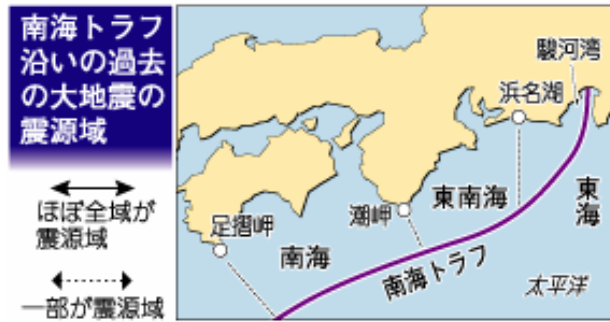 南海トラフ
沿いの過去
の大地震の
震源域
ほぼ全域が
震源域
一部が震源域
駿河湾
浜名湖
東海
東南海
潮岬
足摺岬
南海
南海トラフ
太平洋